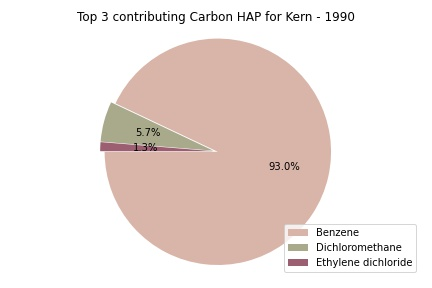 Top 3 contributing Carbon HAP for Kern - 1990
5.7%
1.3%
93.0%
Benzene
Dichloromethane
Ethylene dichloride